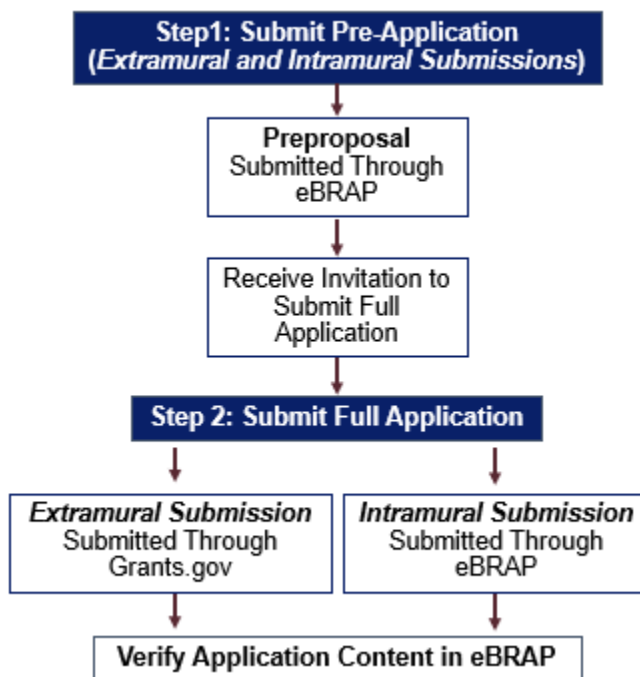 Step1: Submit Pre-Application
(Extramural and Intramural Submissions)
Preproposal
Submitted Through
eBRAP
Receive Invitation to
Submit Full
Application
Step 2: Submit Full Application
Extramural Submission
Submitted Through
Grants.gov
Intramural Submission
Submitted Through
eBRAP
Verify Application Content in eBRAP